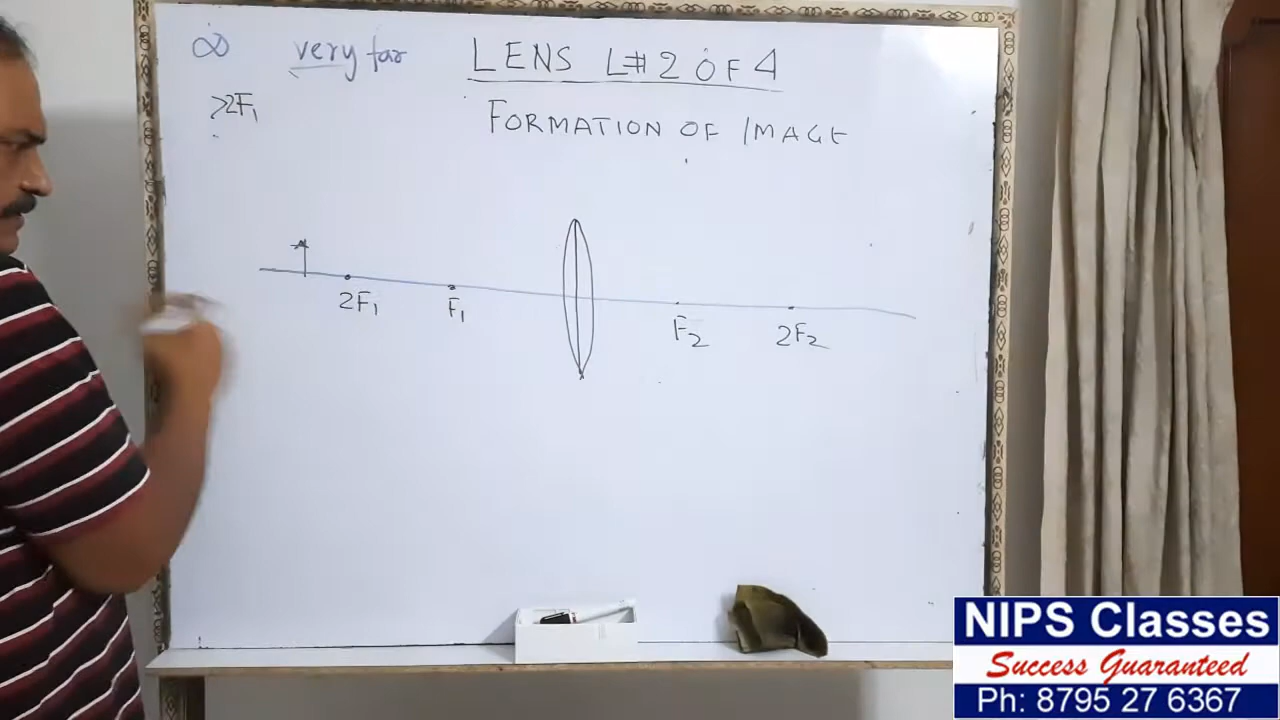 ∞ very far LENS L#2 OF 4
>2F₁
FORMATION OF IMAGE
2F₁ F₁ F₂ 2F₂
NIPS Classes
Success Guaranteed
Ph: 8795 27 6367